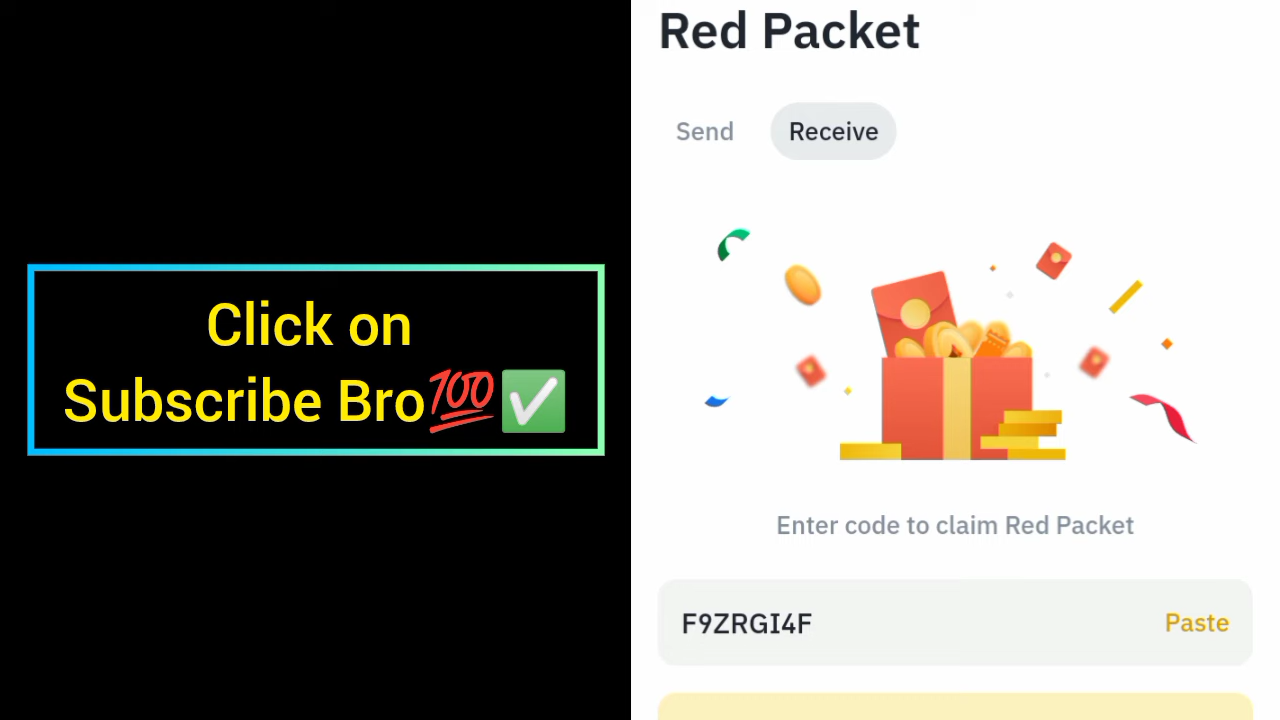 Click on
Subscribe Bro💯✅
Red Packet
Send
Receive
Enter code to claim Red Packet
F9ZRGI4F
Paste